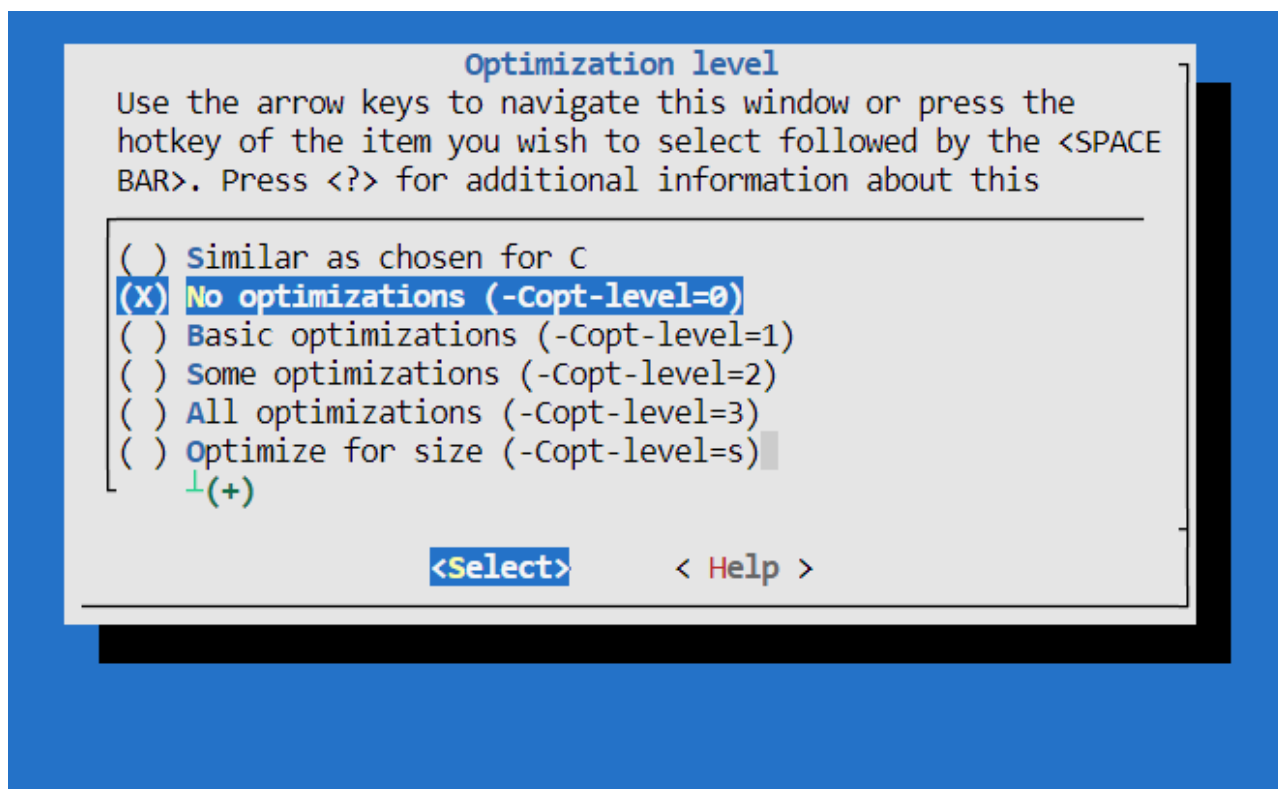 Optimization level
Use the arrow keys to navigate this window or press the
hotkey of the item you wish to select followed by the <SPACE
BAR>. Press <?> for additional information about this
( ) Similar as chosen for C
(X) No optimizations (-Copt-level=0)
( ) Basic optimizations (-Copt-level=1)
( ) Some optimizations (-Copt-level=2)
( ) All optimizations (-Copt-level=3)
( ) Optimize for size (-Copt-level=s)
┴(+)
<Select> < Help >